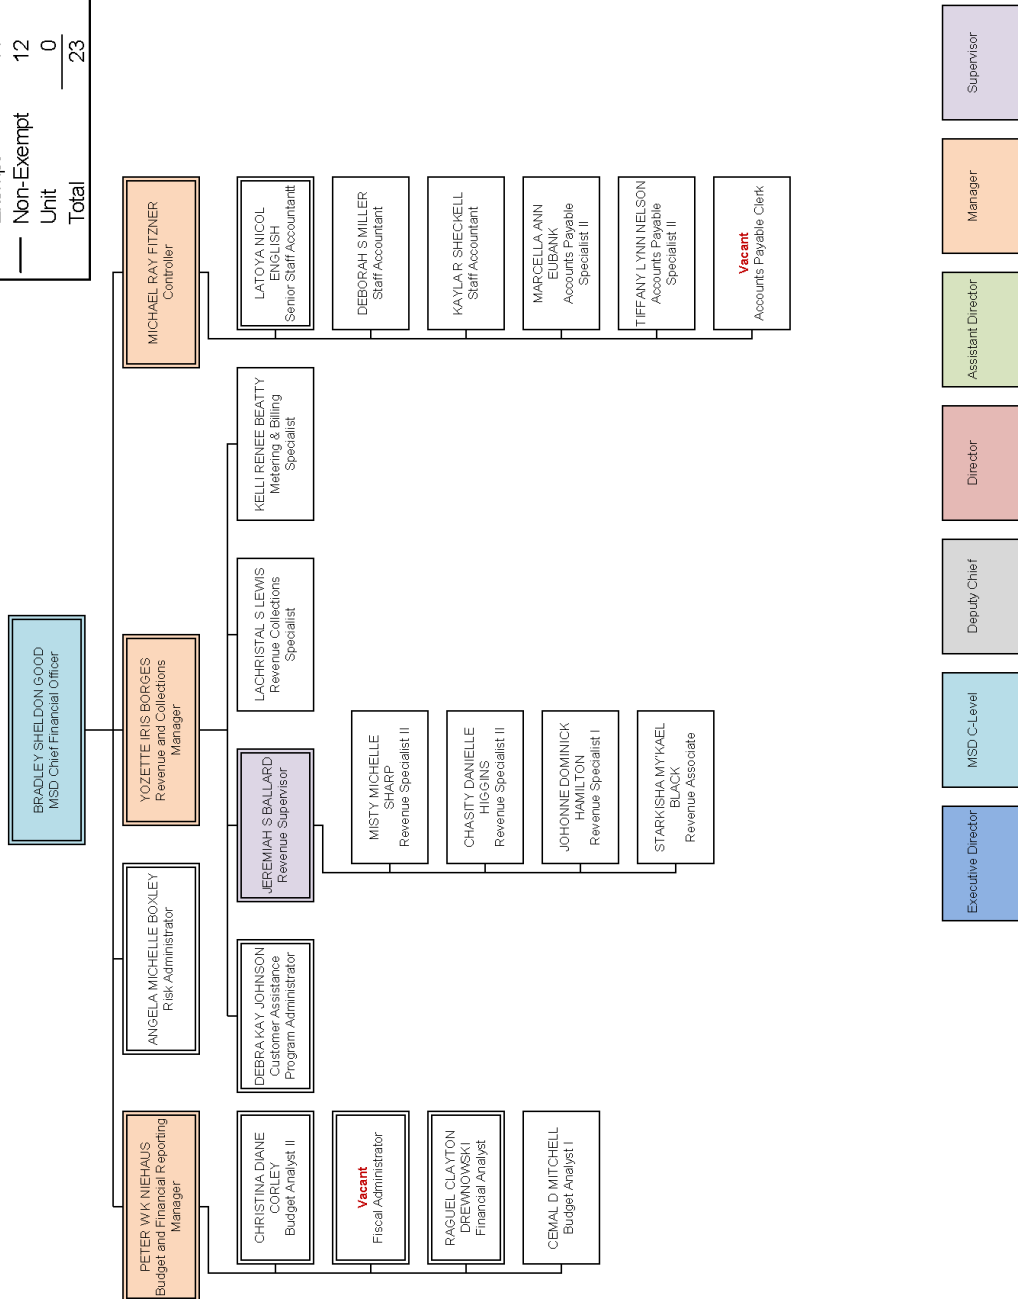 Non-Exempt 12
Unit 0
Total 23
BRADLEY SHELDON GOOD
MSD Chief Financial Officer
PETER W K NIEHAUS
Budget and Financial Reporting
Manager
ANGELA MICHELLE BOXLEY
Risk Administrator
YOZETTE IRIS BORGES
Revenue and Collections
Manager
MICHAEL RAY FITZNER
Controller
CHRISTINA DIANE
CORLEY
Budget Analyst II
Vacant
Fiscal Administrator
RAGUEL CLAYTON
DREWNOWSKI
Financial Analyst
CEMAL D MITCHELL
Budget Analyst I
DEBRA KAY JOHNSON
Customer Assistance
Program Administrator
JEREMIAH S BALLARD
Revenue Supervisor
LACHRISTAL S LEWIS
Revenue Collections
Specialist
KELLI RENEE BEATTY
Metering & Billing
Specialist
MISTY MICHELLE
SHARP
Revenue Specialist II
CHASITY DANIELLE
HIGGINS
Revenue Specialist II
JOHONNE DOMINICK
HAMILTON
Revenue Specialist I
STARKISHA MY'KAEL
BLACK
Revenue Associate
LATOYA NICOL
ENGLISH
Senior Staff Accountantt
DEBORAH S MILLER
Staff Accountant
KAYLA R SHECKELL
Staff Accountant
MARCELLA ANN
EUBANK
Accounts Payable
Specialist II
TIFFANY LYNN NELSON
Accounts Payable
Specialist II
Vacant
Accounts Payable Clerk
Executive Director
MSD C-Level
Deputy Chief
Director
Assistant Director
Manager
Supervisor